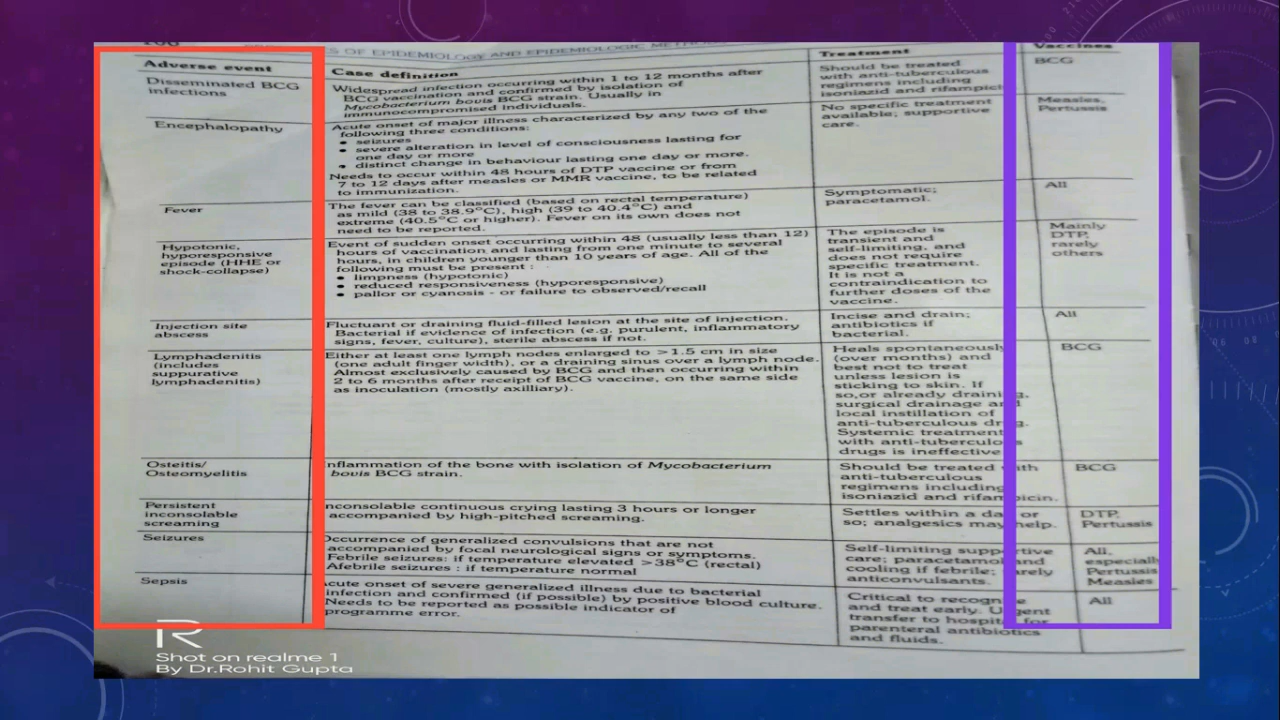 S OF EPIDEMIOLOGY AND EPIDEMIOLOGIC
Adverse event
Case definition
Treatment
Vaccines
Disseminated BCG
infections
Widespread infection occurring within 1 to 12 months after
BCG vaccination and confirmed by isolation of
Mycobacterium bovis BCG strain. Usually in
immunocompromised individuals.
Should be treated
with anti-tuberculous
regimens including
isoniazid and rifampicin
BCG
Encephalopathy
Acute onset of major illness characterized by any two of the
following three conditions:
• seizures
• severe alteration in level of consciousness lasting for
one day or more
• distinct change in behaviour lasting one day or more.
Needs to occur within 48 hours of DTP vaccine or from
7 to 12 days after measles or MMR vaccine, to be related
to immunization.
No specific treatment
available; supportive
care.
Measles,
Pertussis
Fever
The fever can be classified (based on rectal temperature)
as mild (38 to 38.9°C), high (39 to 40.4°C) and
extreme (40.5°C or higher). Fever on its own does not
need to be reported.
Symptomatic;
paracetamol.
All
Hypotonic,
hyporesponsive
episode (HHE or
shock-collapse)
Event of sudden onset occurring within 48 (usually less than 12)
hours of vaccination and lasting from one minute to several
hours, in children younger than 10 years of age. All of the
following must be present :
• limpness (hypotonic)
• reduced responsiveness (hyporesponsive)
• pallor or cyanosis - or failure to observed/recall
The episode is
transient and
self-limiting, and
does not require
specific treatment.
It is not a
contraindication to
further doses of the
vaccine.
Mainly
DTP,
rarely
others
Injection site
abscess
Fluctuant or draining fluid-filled lesion at the site of injection.
Bacterial if evidence of infection (e.g. purulent, inflammatory
signs, fever, culture), sterile abscess if not.
Incise and drain;
antibiotics if
bacterial.
All
Lymphadenitis
(includes
suppurative
lymphadenitis)
Either at least one lymph nodes enlarged to >1.5 cm in size
(one adult finger width), or a draining sinus over a lymph node.
Almost exclusively caused by BCG and then occurring within
2 to 6 months after receipt of BCG vaccine, on the same side
as inoculation (mostly axilliary).
Heals spontaneously
(over months) and
best not to treat
unless lesion is
sticking to skin. If
so,or already draining,
surgical drainage and
local instillation of
anti-tuberculous drug.
Systemic treatment
with anti-tuberculous
drugs is ineffective
BCG
Osteitis/
Osteomyelitis
Inflammation of the bone with isolation of Mycobacterium
bovis BCG strain.
Should be treated with
anti-tuberculous
regimens including
isoniazid and rifampicin.
BCG
Persistent
inconsolable
screaming
Inconsolable continuous crying lasting 3 hours or longer
accompanied by high-pitched screaming.
Settles within a day or
so; analgesics may help.
DTP,
Pertussis
Seizures
Occurrence of generalized convulsions that are not
accompanied by focal neurological signs or symptoms.
Febrile seizures: if temperature elevated >38°C (rectal)
Afebrile seizures : if temperature normal
Self-limiting supportive
care; paracetamol and
cooling if febrile; rarely
anticonvulsants.
All,
especially
Pertussis
Measles
Sepsis
Acute onset of severe generalized illness due to bacterial
infection and confirmed (if possible) by positive blood culture.
Needs to be reported as possible indicator of
programme error.
Critical to recognize
and treat early. Urgent
transfer to hospital for
parenteral antibiotics
and fluids.
All
R
Shot on realme 1
By Dr.Rohit Gupta